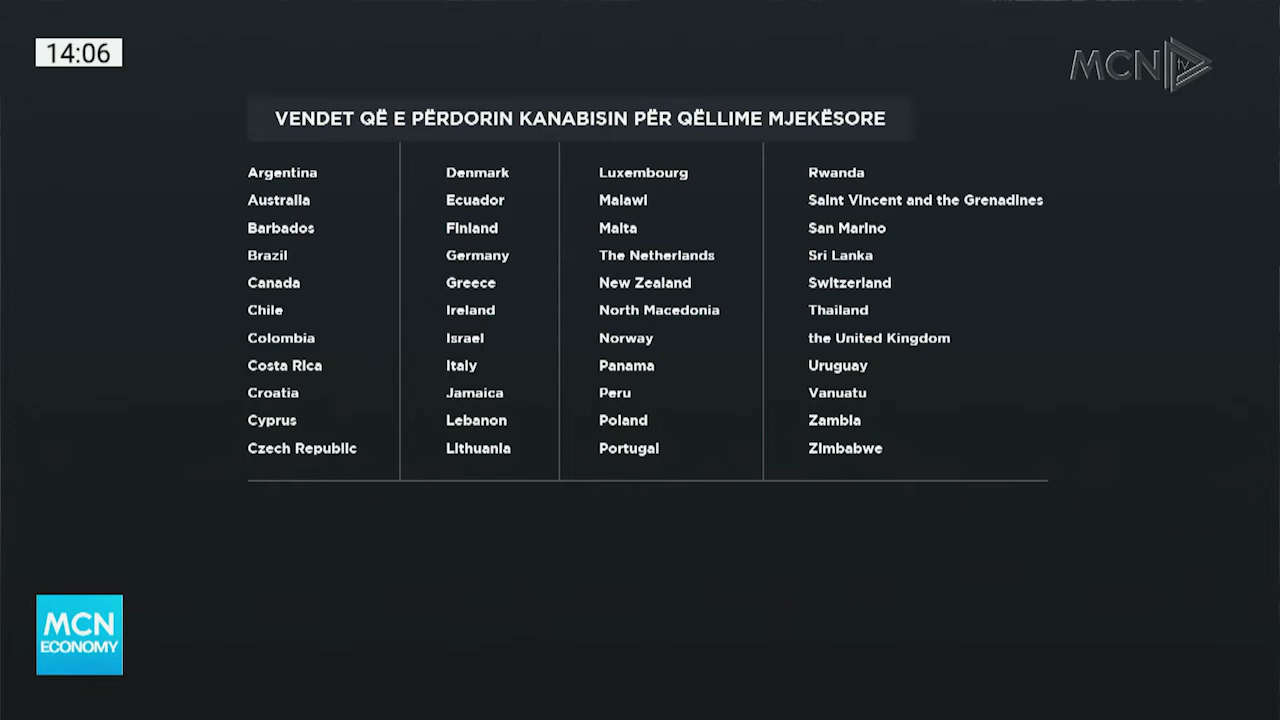 14:06
MCN tv
VENDET QË E PËRDORIN KANABISIN PËR QËLLIME MJEKËSORE
Argentina
Australia
Barbados
Brazil
Canada
Chile
Colombia
Costa Rica
Croatia
Cyprus
Czech Republic
Denmark
Ecuador
Finland
Germany
Greece
Ireland
Israel
Italy
Jamaica
Lebanon
Lithuania
Luxembourg
Malawi
Malta
The Netherlands
New Zealand
North Macedonia
Norway
Panama
Peru
Poland
Portugal
Rwanda
Saint Vincent and the Grenadines
San Marino
Sri Lanka
Switzerland
Thailand
the United Kingdom
Uruguay
Vanuatu
Zambia
Zimbabwe
MCN
ECONOMY